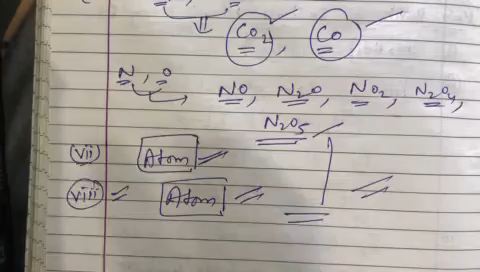 CO₂, CO
N, O
NO, N₂O, NO₂, N₂O₄,
N₂O₅
(vii) Atom
(viii) = Atom